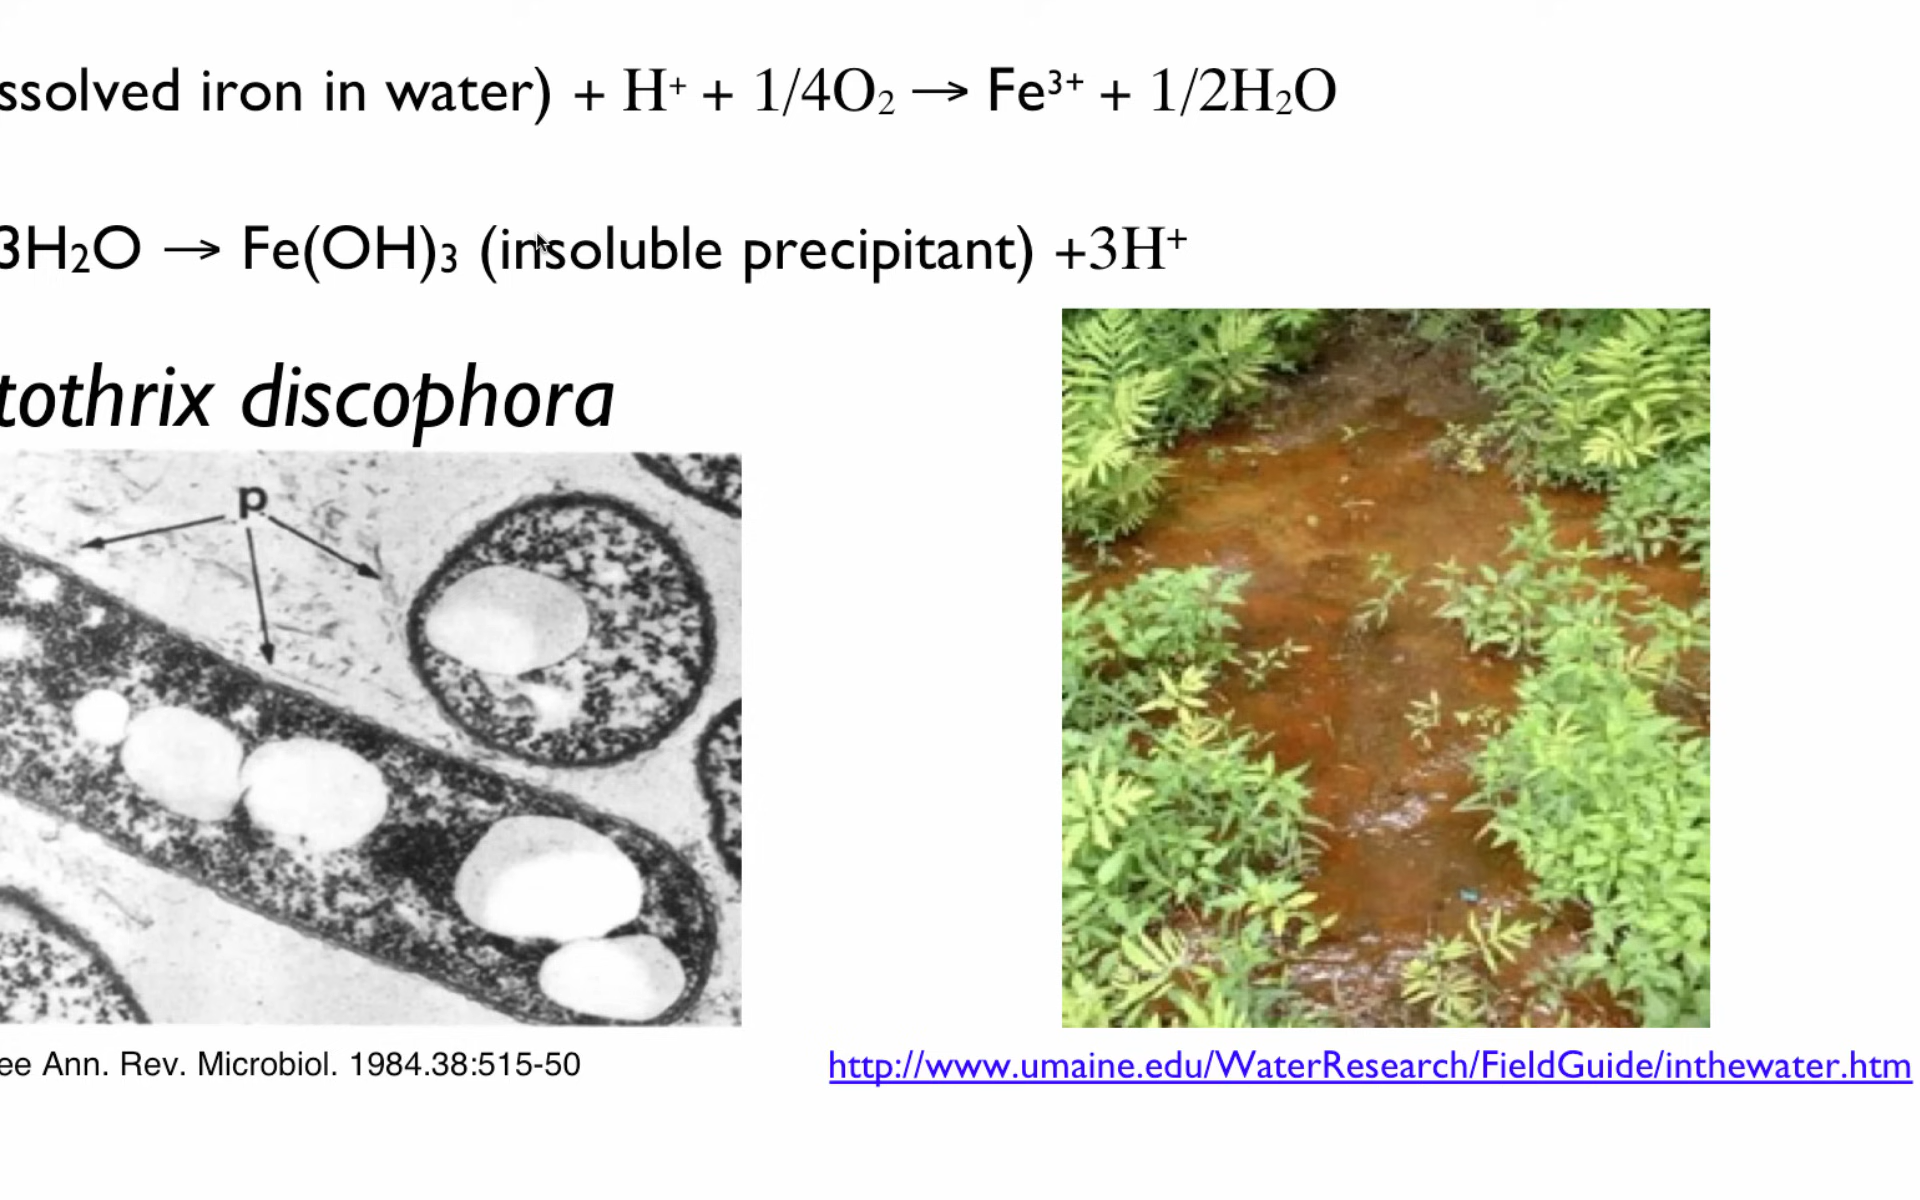 ssolved iron in water) + H⁺ + 1/4O₂ → Fe³⁺ + 1/2H₂O
3H₂O → Fe(OH)₃ (insoluble precipitant) +3H⁺
tothrix discophora
p
ee Ann. Rev. Microbiol. 1984.38:515-50
http://www.umaine.edu/WaterResearch/FieldGuide/inthewater.htm